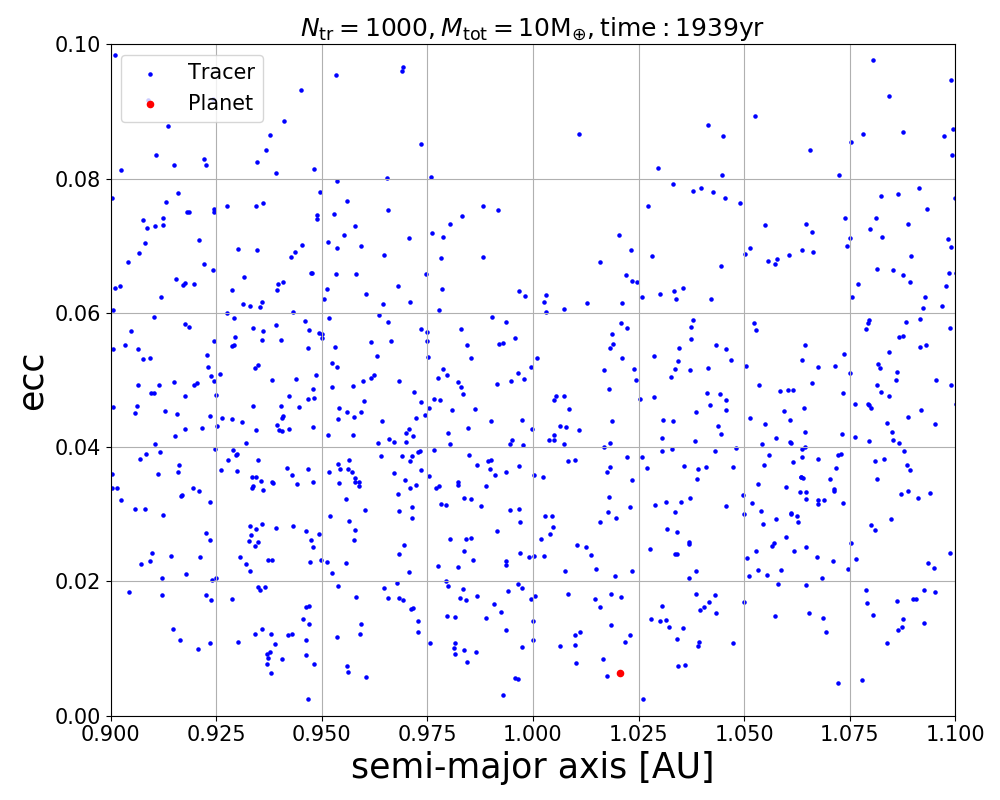 N_tr = 1000, M_tot = 10M_⊕, time : 1939yr
Tracer
Planet
ecc
0.10
0.08
0.06
0.04
0.02
0.00
0.900 0.925 0.950 0.975 1.000 1.025 1.050 1.075 1.100
semi-major axis [AU]